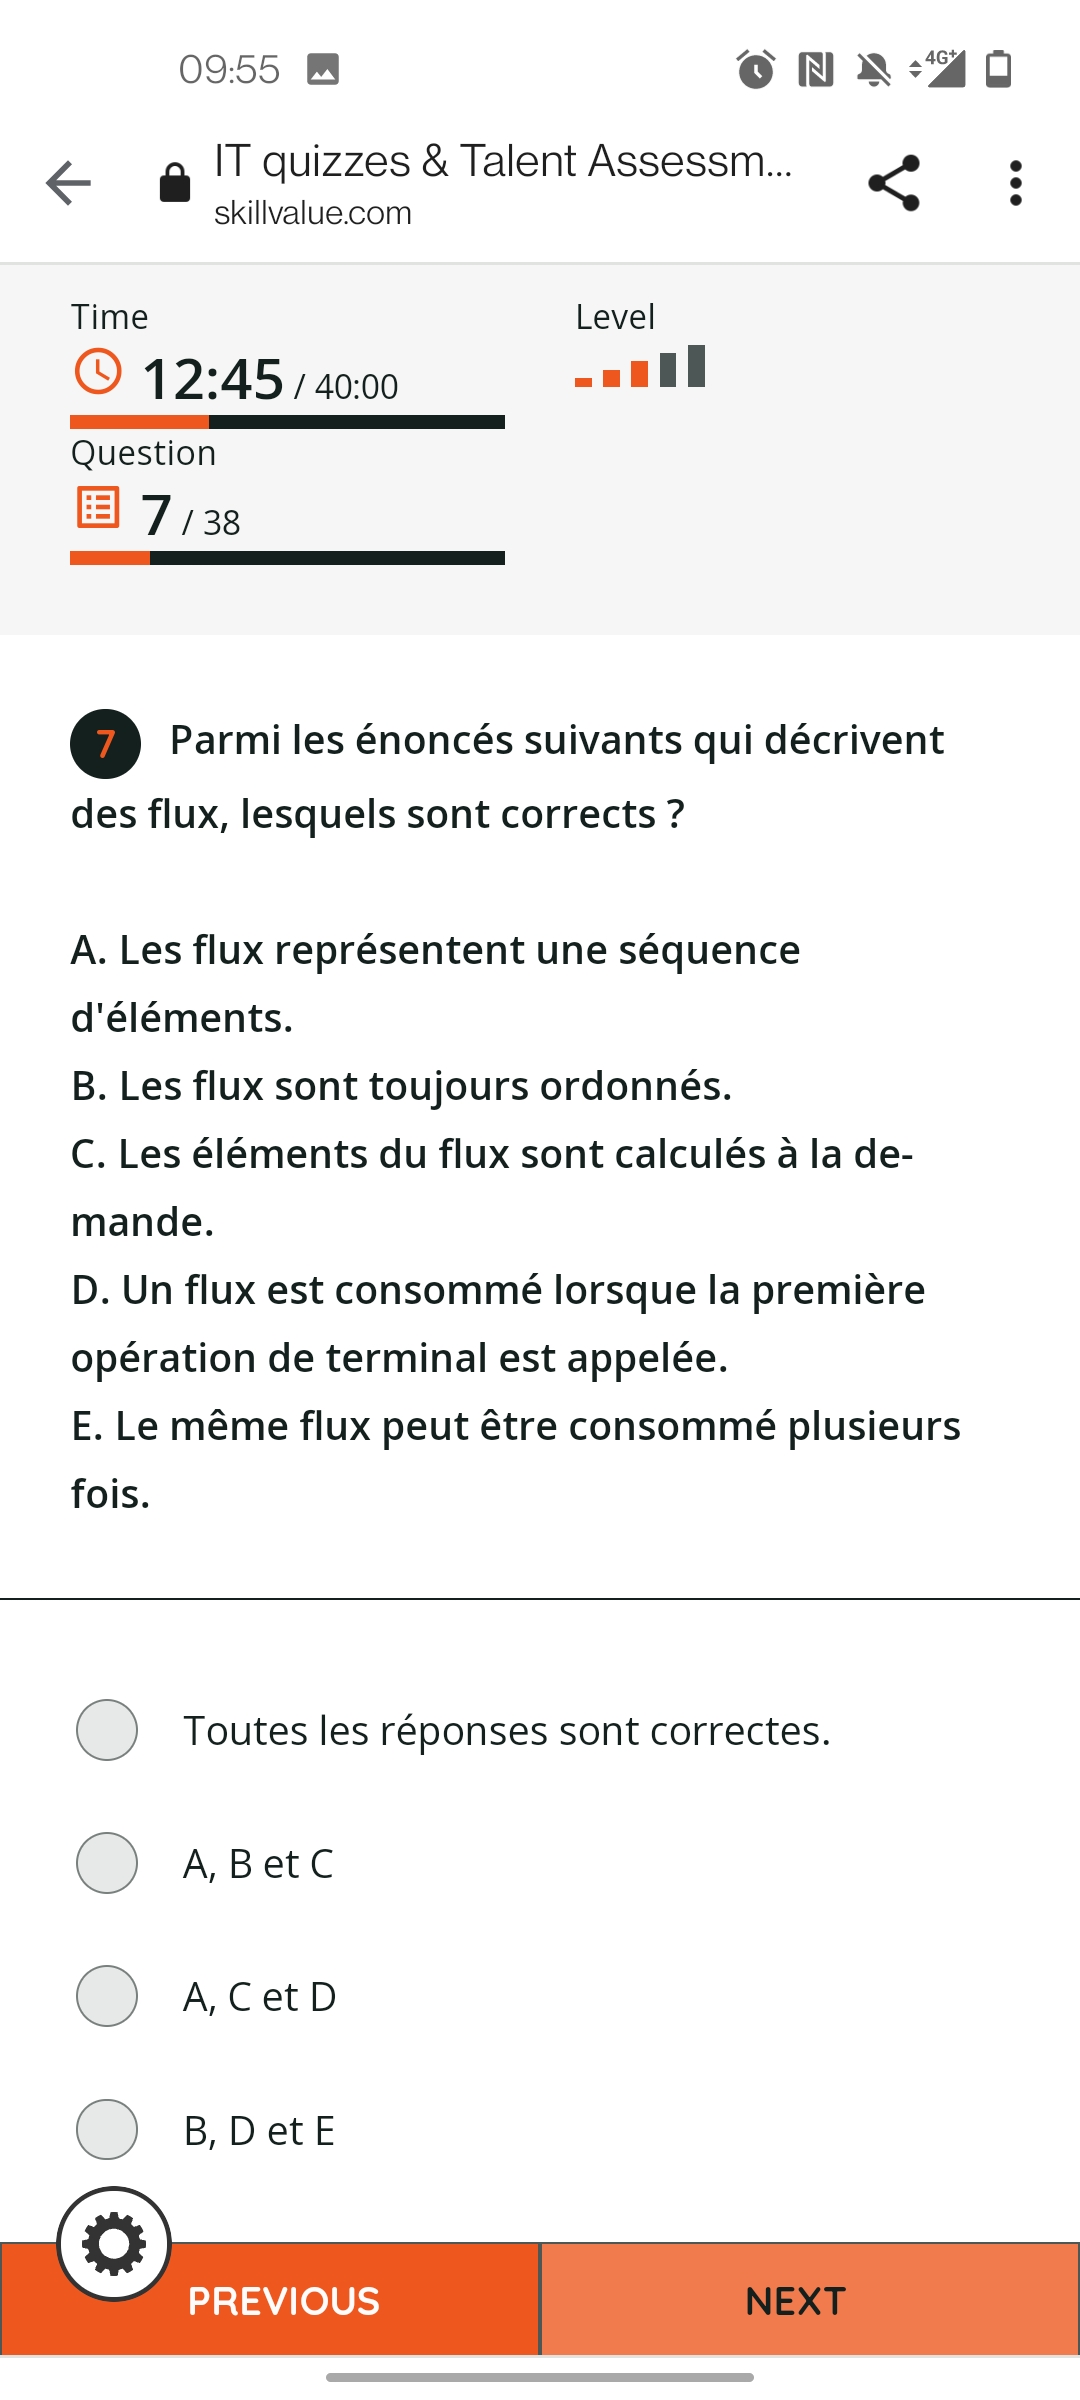 09:55
4G+
IT quizzes & Talent Assessm...
skillvalue.com
Time
12:45 / 40:00
Level
Question
7 / 38
7 Parmi les énoncés suivants qui décrivent
des flux, lesquels sont corrects ?
A. Les flux représentent une séquence
d'éléments.
B. Les flux sont toujours ordonnés.
C. Les éléments du flux sont calculés à la de-
mande.
D. Un flux est consommé lorsque la première
opération de terminal est appelée.
E. Le même flux peut être consommé plusieurs
fois.
Toutes les réponses sont correctes.
A, B et C
A, C et D
B, D et E
PREVIOUS
NEXT